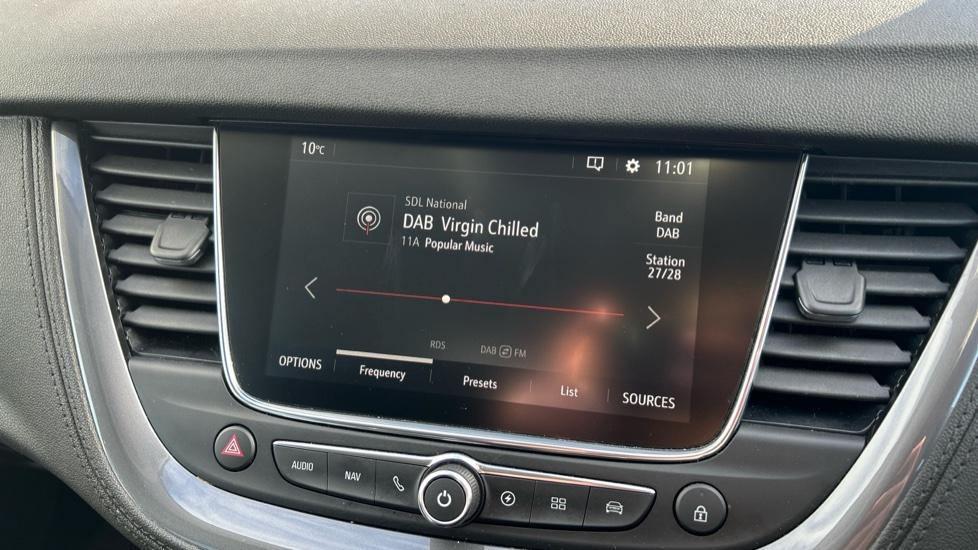 10°C
11:01
SDL National
DAB Virgin Chilled
11A Popular Music
Band
DAB
Station
27/28
RDS
DAB FM
OPTIONS
Frequency
Presets
List
SOURCES
AUDIO
NAV